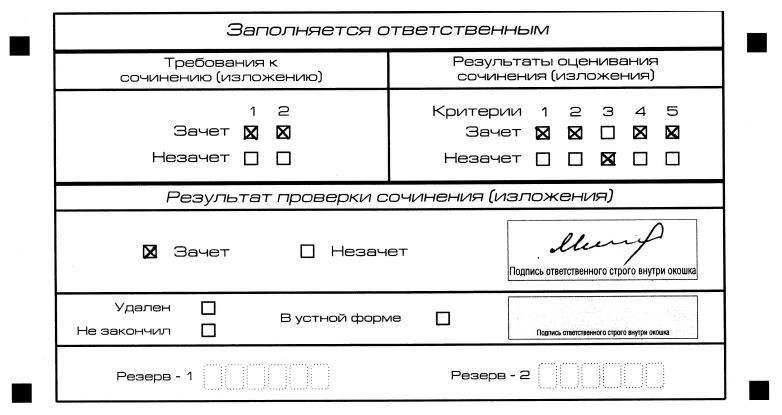 Заполняется ответственным
Требования к
сочинению (изложению)
1 2
Зачет
Незачет
Результаты оценивания
сочинения (изложения)
Критерии 1 2 3 4 5
Зачет
Незачет
Результат проверки сочинения (изложения)
Зачет Незачет
Подпись ответственного строго внутри окошка
Удален
Не закончил
В устной форме
Подпись ответственного строго внутри окошка
Резерв - 1
Резерв - 2